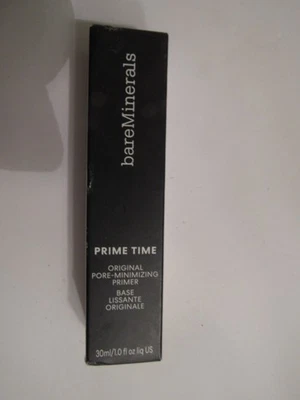 bareMinerals
PRIME TIME
ORIGINAL
PORE-MINIMIZING
PRIMER
BASE
LISSANTE
ORIGINALE
30ml/1.0 fl oz liq US